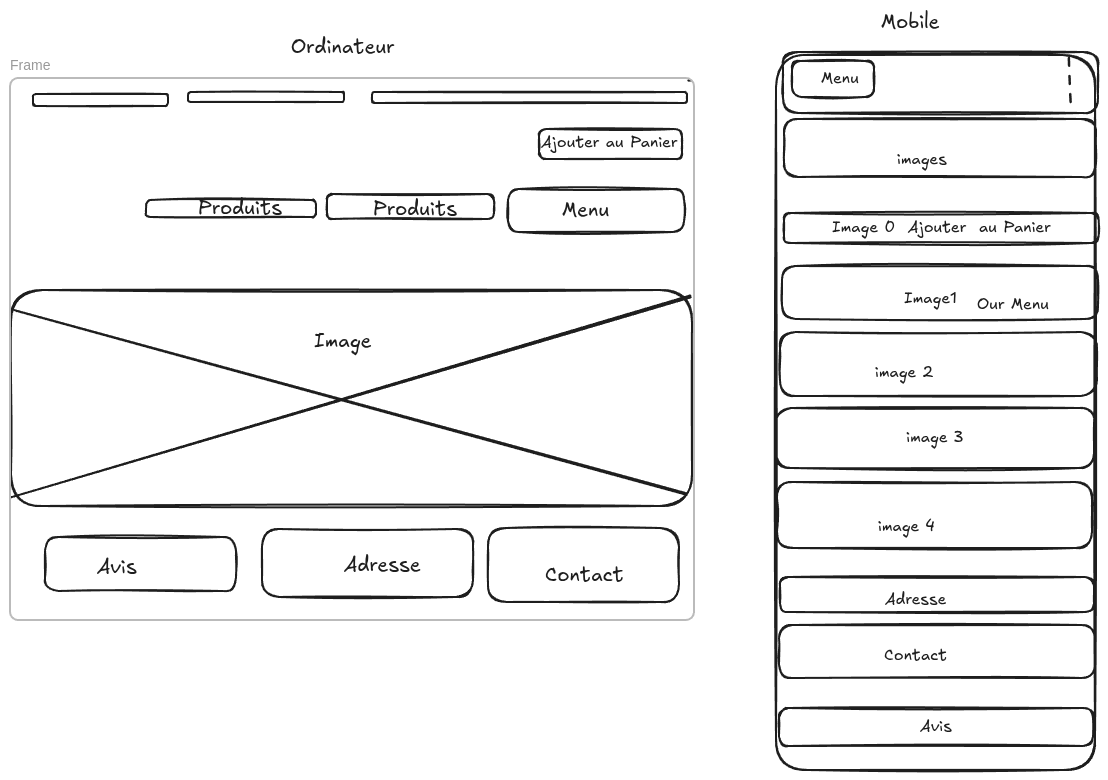 Ordinateur
Frame
Ajouter au Panier
Produits
Produits
Menu
Image
Avis
Adresse
Contact
Mobile
Menu
images
Image 0 Ajouter au Panier
Image1 Our Menu
image 2
image 3
image 4
Adresse
Contact
Avis